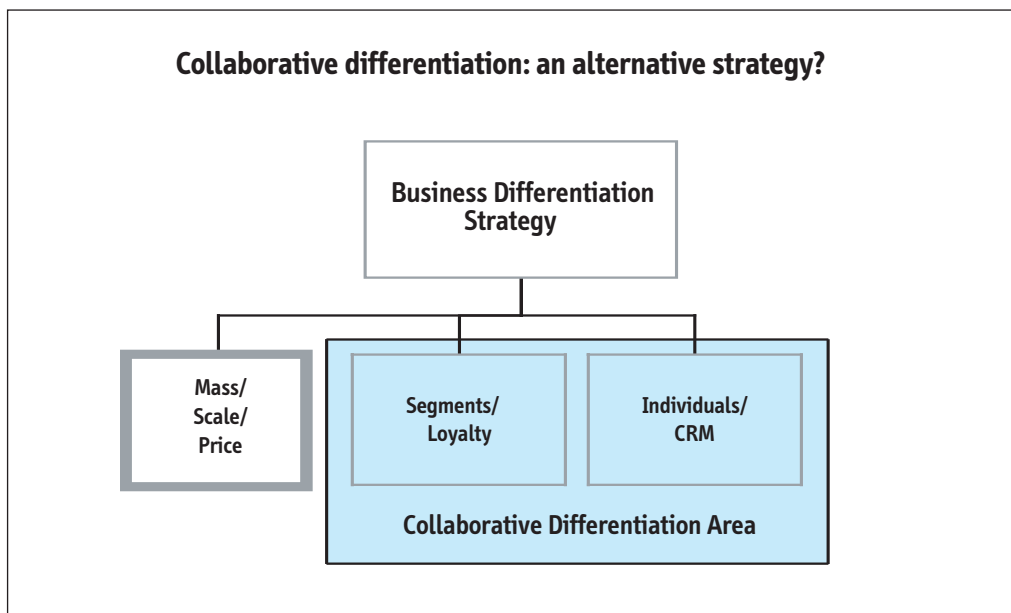 Collaborative differentiation: an alternative strategy?
Business Differentiation
Strategy
Mass/
Scale/
Price
Segments/
Loyalty
Individuals/
CRM
Collaborative Differentiation Area